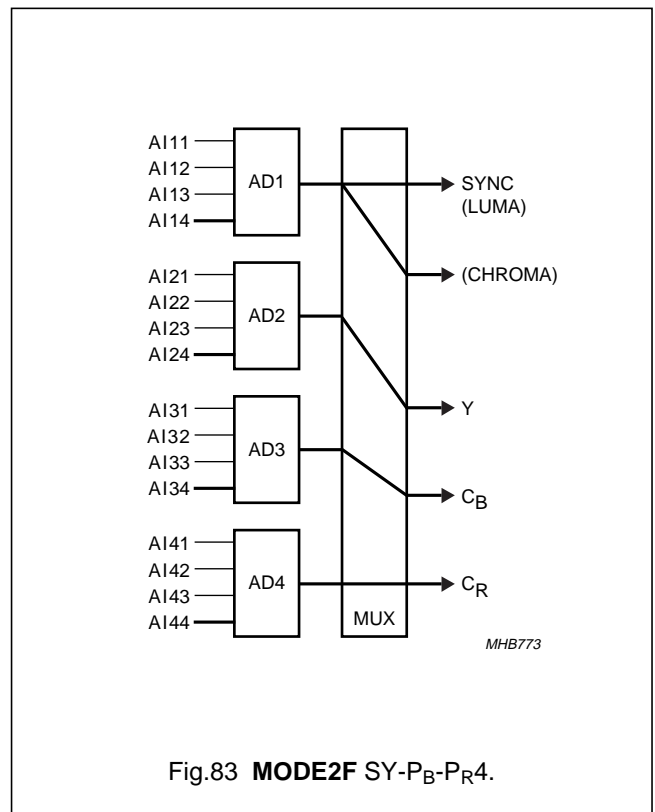 AI11
AI12
AI13
AI14
AD1
SYNC
(LUMA)
(CHROMA)
AI21
AI22
AI23
AI24
AD2
Y
AI31
AI32
AI33
AI34
AD3
CB
AI41
AI42
AI43
AI44
AD4
CR
MUX
MHB773
Fig.83 MODE2F SY-PB-PR4.